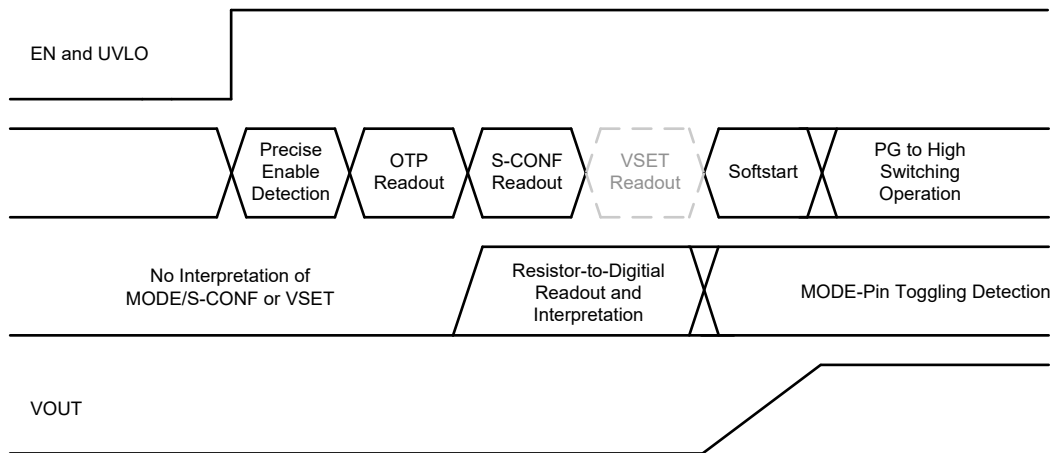 EN and UVLO
Precise
Enable
Detection
OTP
Readout
S-CONF
Readout
VSET
Readout
Softstart
PG to High
Switching
Operation
No Interpretation of
MODE/S-CONF or VSET
Resistor-to-Digitial
Readout and
Interpretation
MODE-Pin Toggling Detection
VOUT